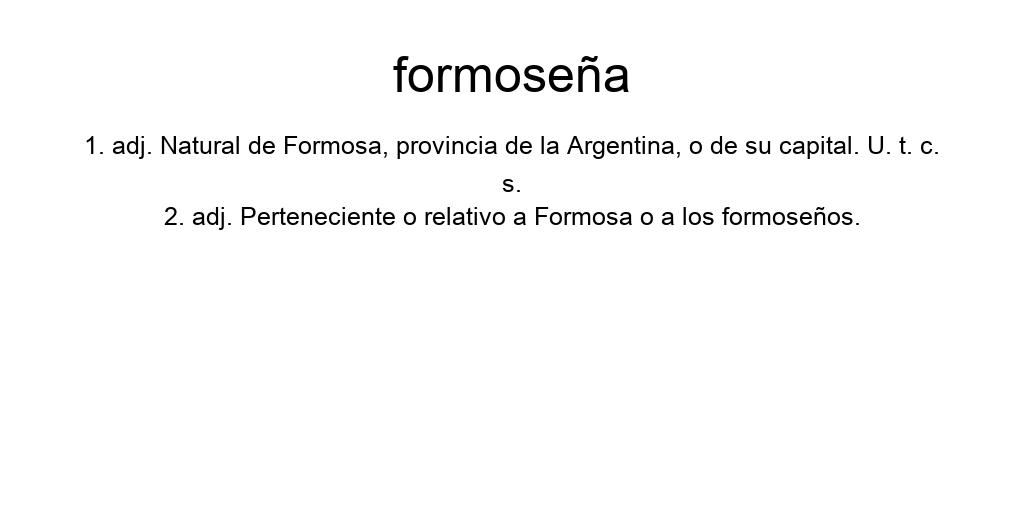 formoseña
1. adj. Natural de Formosa, provincia de la Argentina, o de su capital. U. t. c.
s.
2. adj. Perteneciente o relativo a Formosa o a los formoseños.